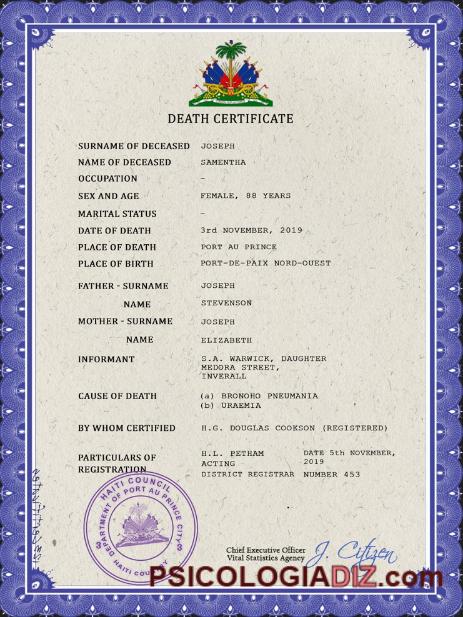 DEATH CERTIFICATE
SURNAME OF DECEASED JOSEPH
NAME OF DECEASED SAMENTHA
OCCUPATION –
SEX AND AGE FEMALE, 88 YEARS
MARITAL STATUS –
DATE OF DEATH 3rd NOVEMBER, 2019
PLACE OF DEATH PORT AU PRINCE
PLACE OF BIRTH PORT-DE-PAIX NORD-OUEST
FATHER - SURNAME JOSEPH
NAME STEVENSON
MOTHER - SURNAME JOSEPH
NAME ELIZABETH
INFORMANT S.A. WARWICK, DAUGHTER
MEDORA STREET,
INVERALL
CAUSE OF DEATH (a) BRONOHO PNEUMANIA
(b) URAEMIA
BY WHOM CERTIFIED H.G. DOUGLAS COOKSON (REGISTERED)
PARTICULARS OF REGISTRATION
H.L. PETHAM
ACTING
DISTRICT REGISTRAR
DATE 5th NOVEMBER,
2019
NUMBER 453
HAITI COUNCIL
DEPARTMENT OF PORT AU PRINCE CITY
HAITI COUNCIL
Chief Executive Officer
Vital Statistics Agency
J. Citizen
PSICOLOGIADIZ.com